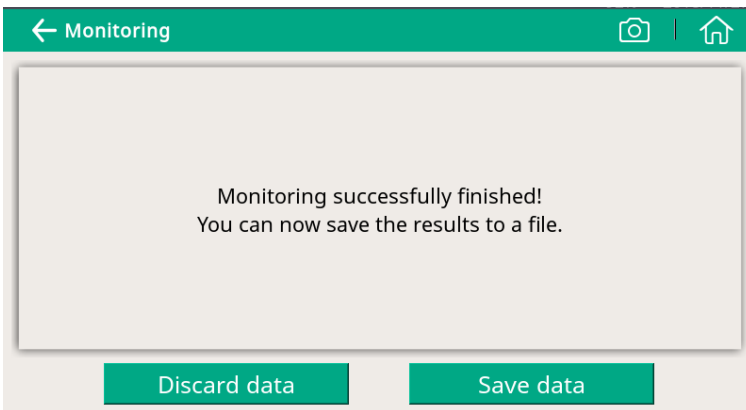 Monitoring
Monitoring successfully finished!
You can now save the results to a file.
Discard data
Save data